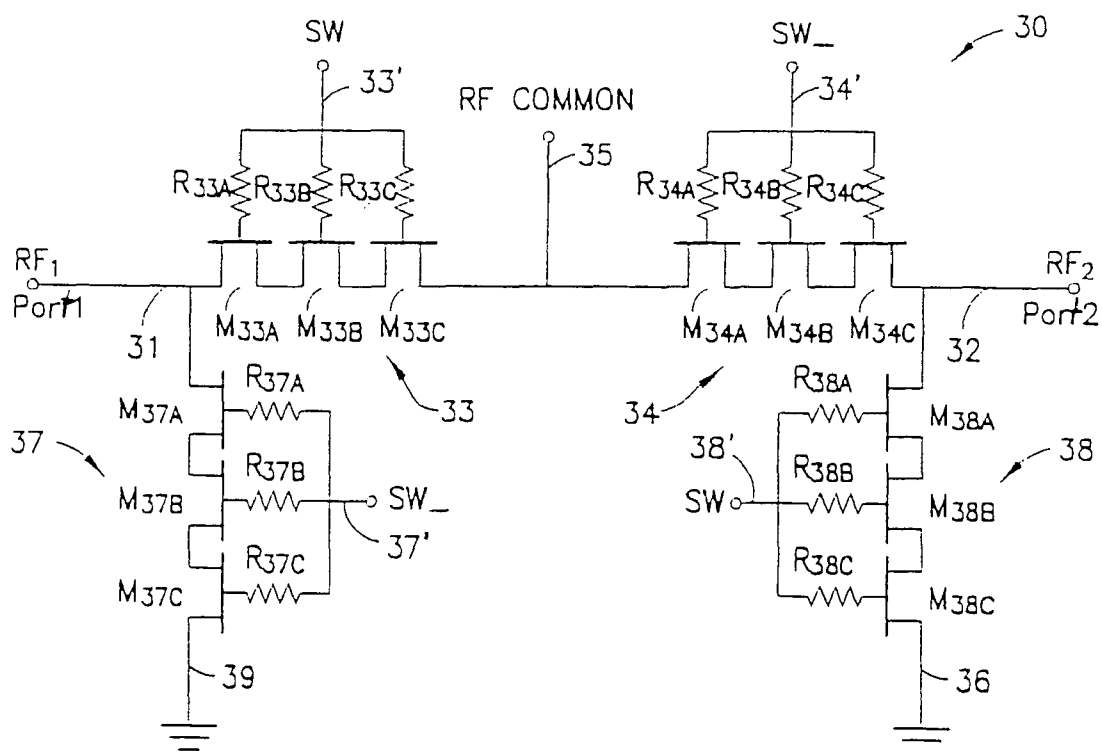 SW
SW_
30
33'
34'
RF COMMON
35
R33A
R33B
R33C
R34A
R34B
R34C
RF1
Port1
RF2
Port2
31
M33A
M33B
M33C
M34A
M34B
M34C
32
33
34
R37A
R38A
M37A
M38A
37
38
R37B
38'
R38B
M37B
SW_
SW
M38B
37'
R37C
R38C
M37C
M38C
39
36